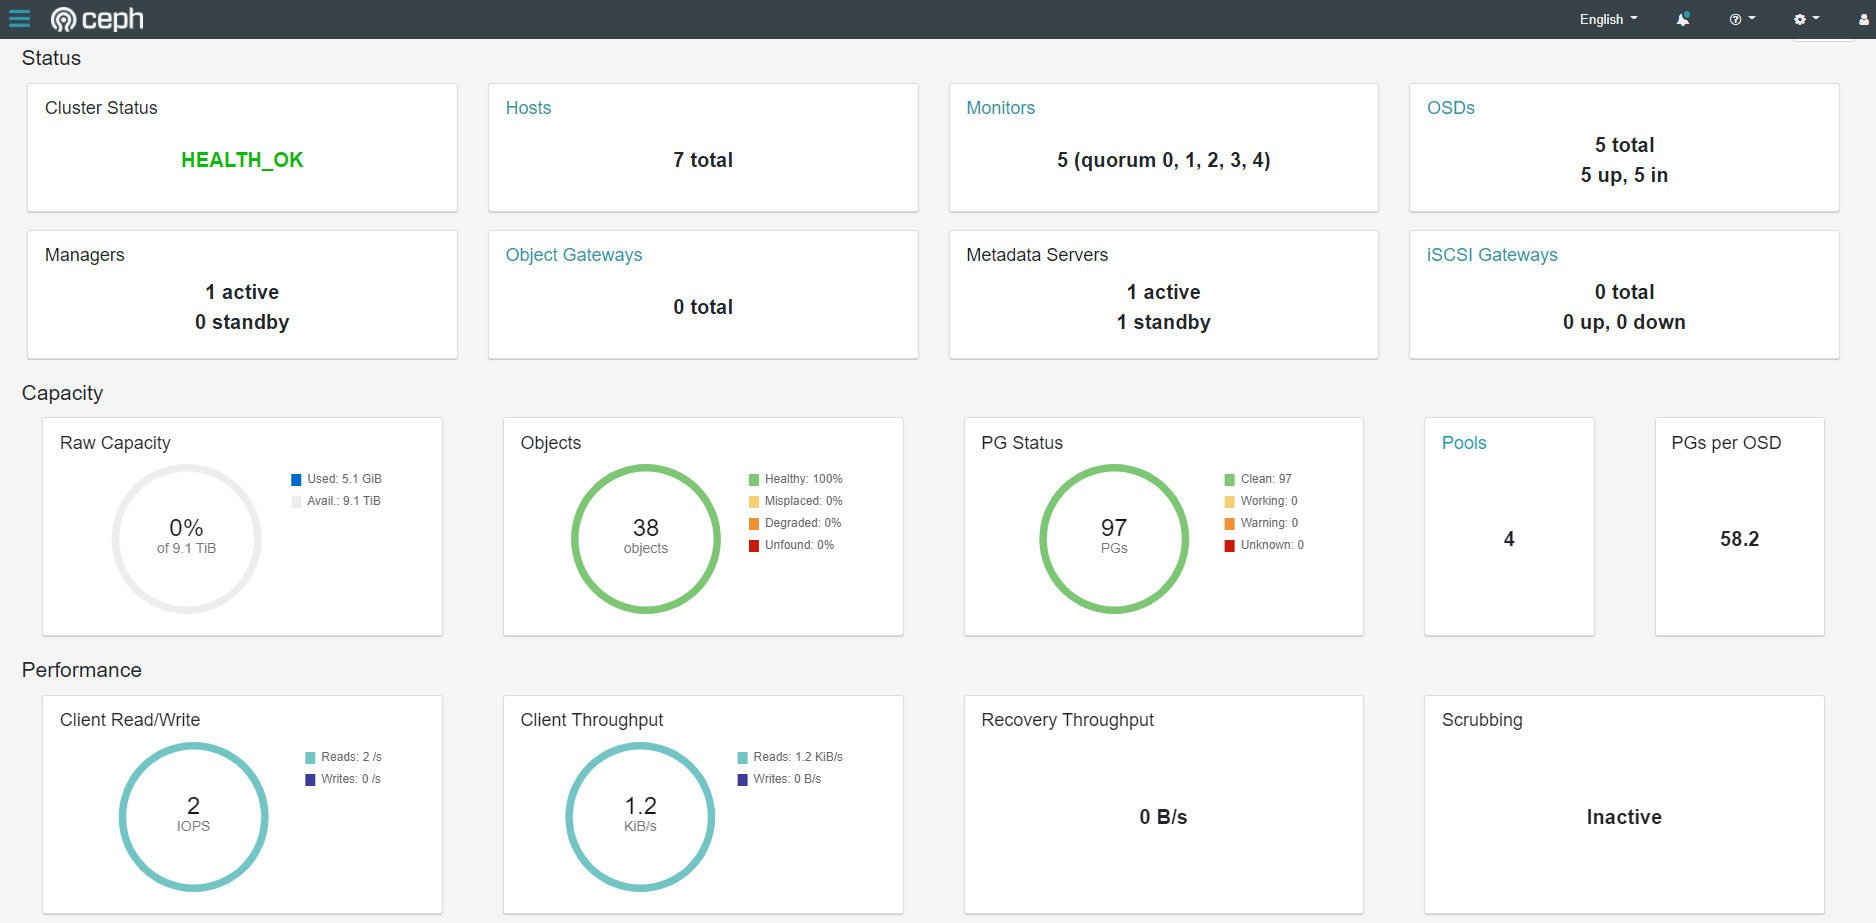 ceph
English
Status
Cluster Status
HEALTH_OK
Hosts
7 total
Monitors
5 (quorum 0, 1, 2, 3, 4)
OSDs
5 total
5 up, 5 in
Managers
1 active
0 standby
Object Gateways
0 total
Metadata Servers
1 active
1 standby
iSCSI Gateways
0 total
0 up, 0 down
Capacity
Raw Capacity
0%
of 9.1 TiB
Used: 5.1 GiB
Avail.: 9.1 TiB
Objects
38
objects
Healthy: 100%
Misplaced: 0%
Degraded: 0%
Unfound: 0%
PG Status
97
PGs
Clean: 97
Working: 0
Warning: 0
Unknown: 0
Pools
4
PGs per OSD
58.2
Performance
Client Read/Write
2
IOPS
Reads: 2 /s
Writes: 0 /s
Client Throughput
1.2
KiB/s
Reads: 1.2 KiB/s
Writes: 0 B/s
Recovery Throughput
0 B/s
Scrubbing
Inactive